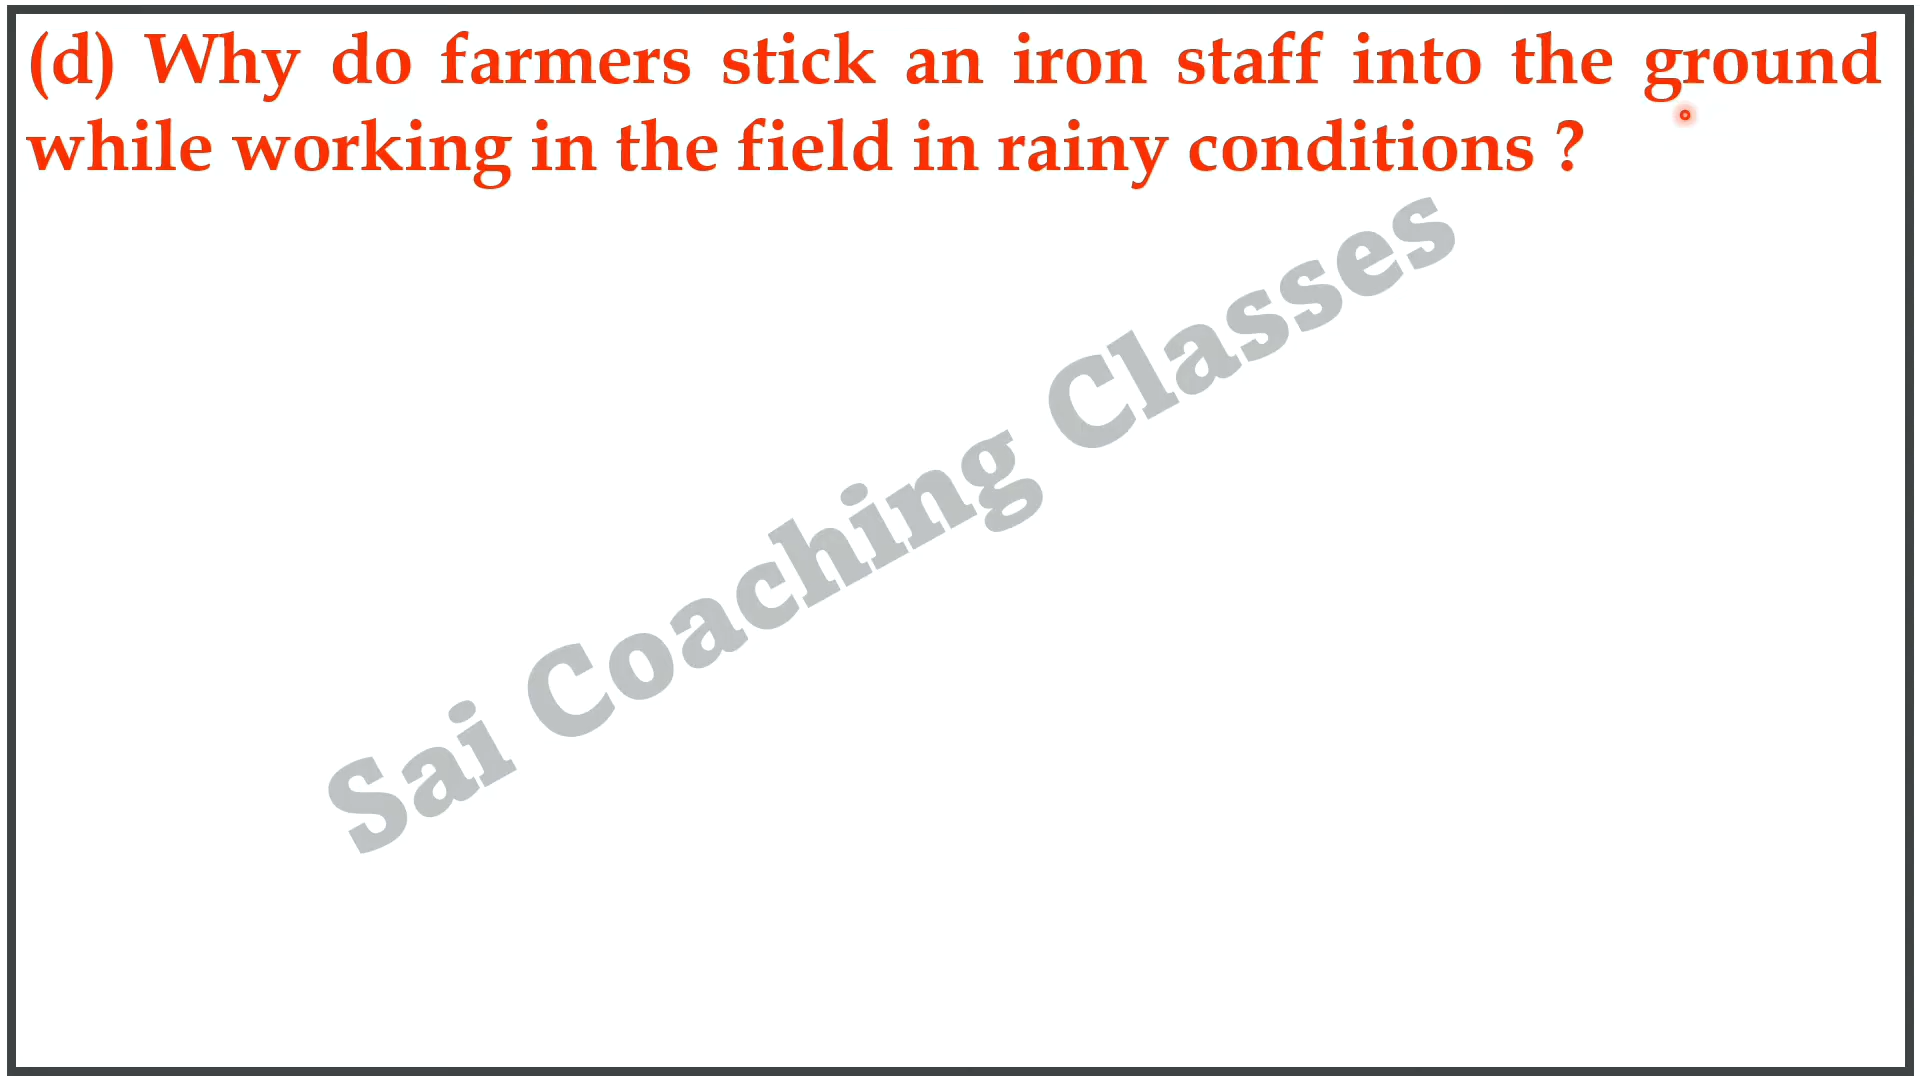 (d) Why do farmers stick an iron staff into the ground
while working in the field in rainy conditions ?
Sai Coaching Classes